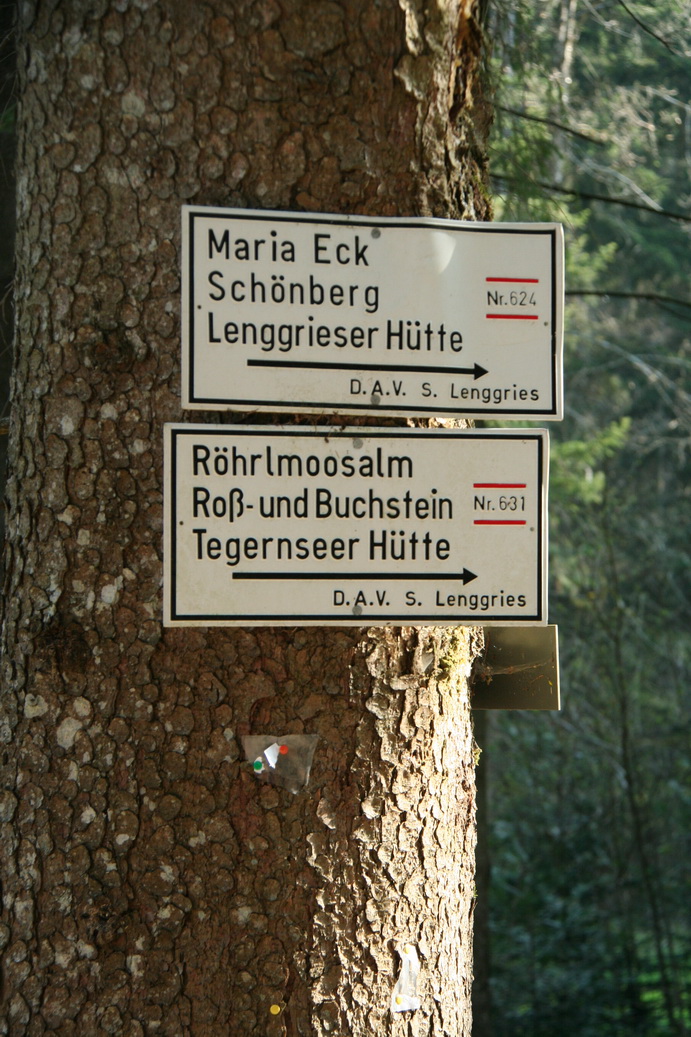 Maria Eck
Schönberg
Nr. 624
Lenggrieser Hütte
D.A.V. S. Lenggries
Röhrlmoosalm
Roß- und Buchstein
Nr. 631
Tegernseer Hütte
D.A.V. S. Lenggries